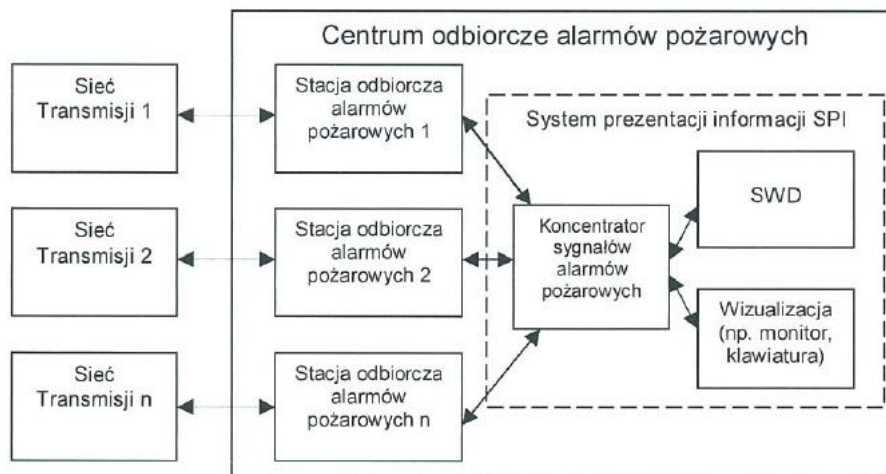 Centrum odbiorcze alarmów pożarowych
Sieć
Transmisji 1
Stacja odbiorcza
alarmów
pożarowych 1
System prezentacji informacji SPI
SWD
Sieć
Transmisji 2
Stacja odbiorcza
alarmów
pożarowych 2
Koncentrator
sygnałów
alarmów
pożarowych
Wizualizacja
(np. monitor,
klawiatura)
Sieć
Transmisji n
Stacja odbiorcza
alarmów
pożarowych n